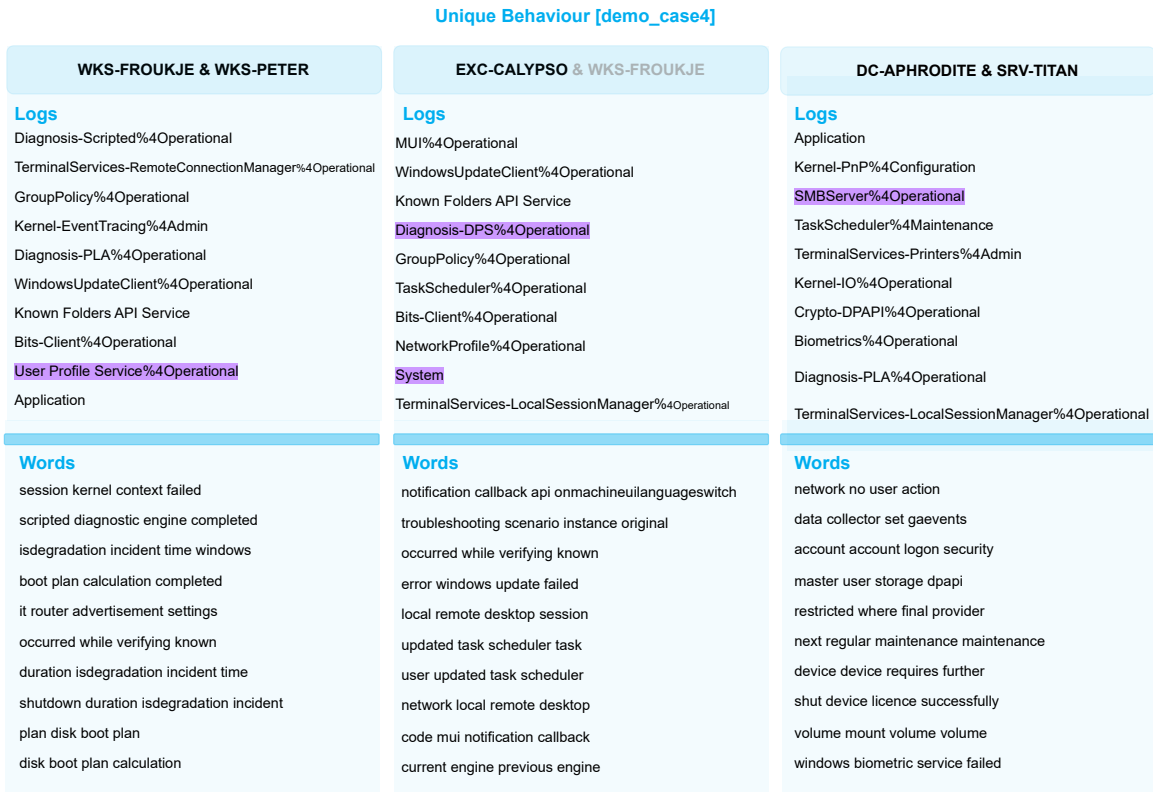 Unique Behaviour [demo_case4]
WKS-FROUKJE & WKS-PETER
Logs
Diagnosis-Scripted%4Operational
TerminalServices-RemoteConnectionManager%4Operational
GroupPolicy%4Operational
Kernel-EventTracing%4Admin
Diagnosis-PLA%4Operational
WindowsUpdateClient%4Operational
Known Folders API Service
Bits-Client%4Operational
User Profile Service%4Operational
Application
Words
session kernel context failed
scripted diagnostic engine completed
isdegradation incident time windows
boot plan calculation completed
it router advertisement settings
occurred while verifying known
duration isdegradation incident time
shutdown duration isdegradation incident
plan disk boot plan
disk boot plan calculation
EXC-CALYPSO & WKS-FROUKJE
Logs
MUI%4Operational
WindowsUpdateClient%4Operational
Known Folders API Service
Diagnosis-DPS%4Operational
GroupPolicy%4Operational
TaskScheduler%4Operational
Bits-Client%4Operational
NetworkProfile%4Operational
System
TerminalServices-LocalSessionManager%4Operational
Words
notification callback api onmachineuilanguageswitch
troubleshooting scenario instance original
occurred while verifying known
error windows update failed
local remote desktop session
updated task scheduler task
user updated task scheduler
network local remote desktop
code mui notification callback
current engine previous engine
DC-APHRODITE & SRV-TITAN
Logs
Application
Kernel-PnP%4Configuration
SMBServer%4Operational
TaskScheduler%4Maintenance
TerminalServices-Printers%4Admin
Kernel-IO%4Operational
Crypto-DPAPI%4Operational
Biometrics%4Operational
Diagnosis-PLA%4Operational
TerminalServices-LocalSessionManager%4Operational
Words
network no user action
data collector set gaevents
account account logon security
master user storage dpapi
restricted where final provider
next regular maintenance maintenance
device device requires further
shut device licence successfully
volume mount volume volume
windows biometric service failed